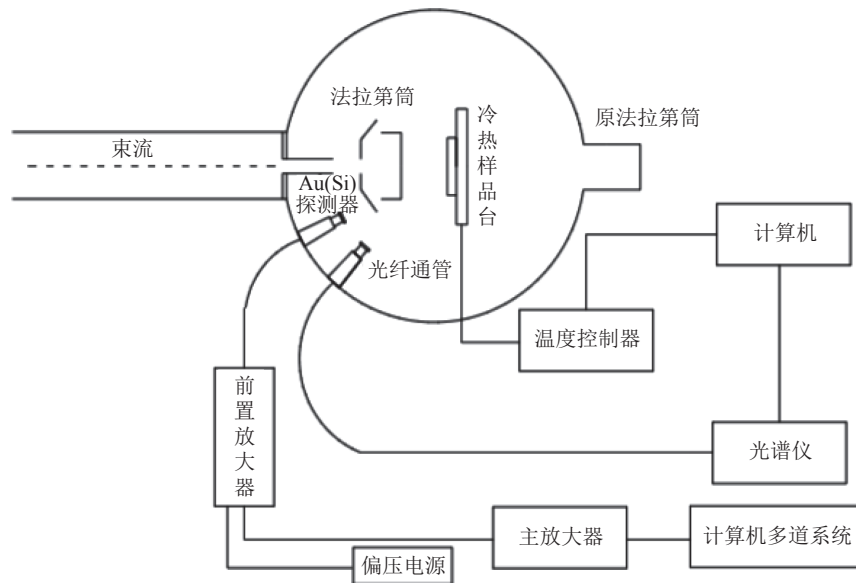 法拉第筒
冷热样品台
原法拉第筒
束流
Au(Si)
探测器
光纤通管
计算机
温度控制器
前置放大器
光谱仪
主放大器
计算机多道系统
偏压电源